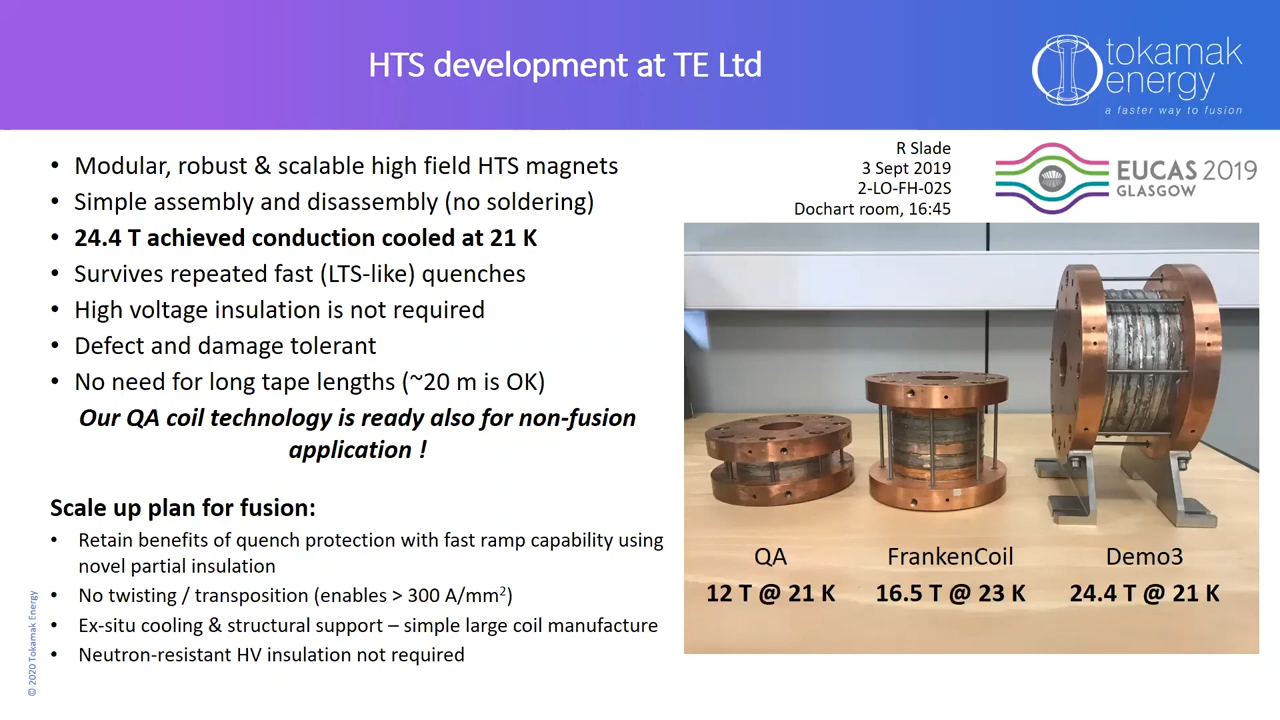 HTS development at TE Ltd
tokamak
energy
a faster way to fusion
• Modular, robust & scalable high field HTS magnets
• Simple assembly and disassembly (no soldering)
• 24.4 T achieved conduction cooled at 21 K
• Survives repeated fast (LTS-like) quenches
• High voltage insulation is not required
• Defect and damage tolerant
• No need for long tape lengths (~20 m is OK)
Our QA coil technology is ready also for non-fusion
application !
Scale up plan for fusion:
• Retain benefits of quench protection with fast ramp capability using
novel partial insulation
• No twisting / transposition (enables > 300 A/mm²)
• Ex-situ cooling & structural support – simple large coil manufacture
• Neutron-resistant HV insulation not required
R Slade
3 Sept 2019
2-LO-FH-02S
Dochart room, 16:45
EUCAS 2019
GLASGOW
QA
12 T @ 21 K
FrankenCoil
16.5 T @ 23 K
Demo3
24.4 T @ 21 K
© 2020 Tokamak Energy